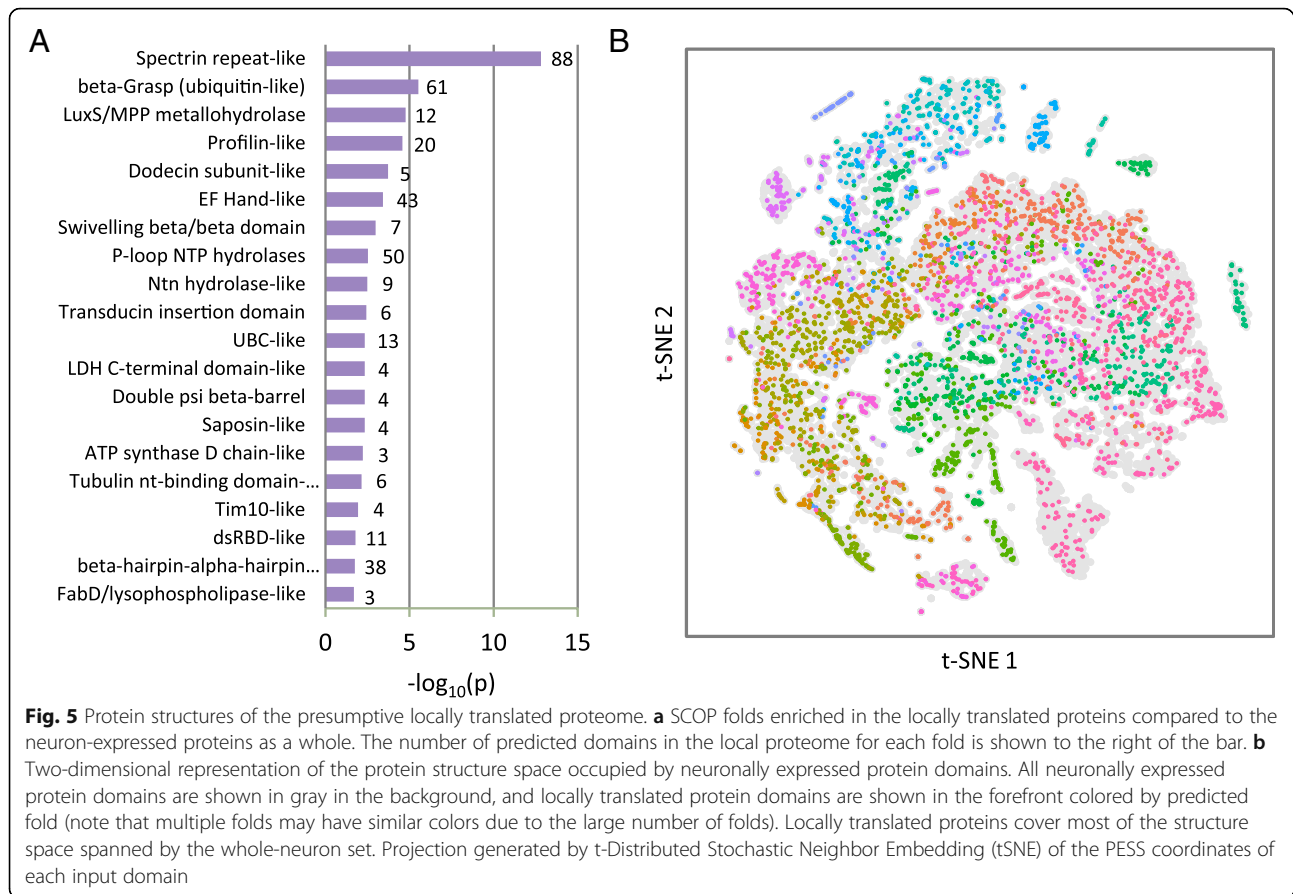 A
Spectrin repeat-like 88
beta-Grasp (ubiquitin-like) 61
LuxS/MPP metallohydrolase 12
Profilin-like 20
Dodecin subunit-like 5
EF Hand-like 43
Swivelling beta/beta domain 7
P-loop NTP hydrolases 50
Ntn hydrolase-like 9
Transducin insertion domain 6
UBC-like 13
LDH C-terminal domain-like 4
Double psi beta-barrel 4
Saposin-like 4
ATP synthase D chain-like 3
Tubulin nt-binding domain-... 6
Tim10-like 4
dsRBD-like 11
beta-hairpin-alpha-hairpin... 38
FabD/lysophospholipase-like 3
0 5 10 15
-log10(p)
B
t-SNE 2
t-SNE 1
Fig. 5 Protein structures of the presumptive locally translated proteome. a SCOP folds enriched in the locally translated proteins compared to the
neuron-expressed proteins as a whole. The number of predicted domains in the local proteome for each fold is shown to the right of the bar. b
Two-dimensional representation of the protein structure space occupied by neuronally expressed protein domains. All neuronally expressed
protein domains are shown in gray in the background, and locally translated protein domains are shown in the forefront colored by predicted
fold (note that multiple folds may have similar colors due to the large number of folds). Locally translated proteins cover most of the structure
space spanned by the whole-neuron set. Projection generated by t-Distributed Stochastic Neighbor Embedding (tSNE) of the PESS coordinates of
each input domain